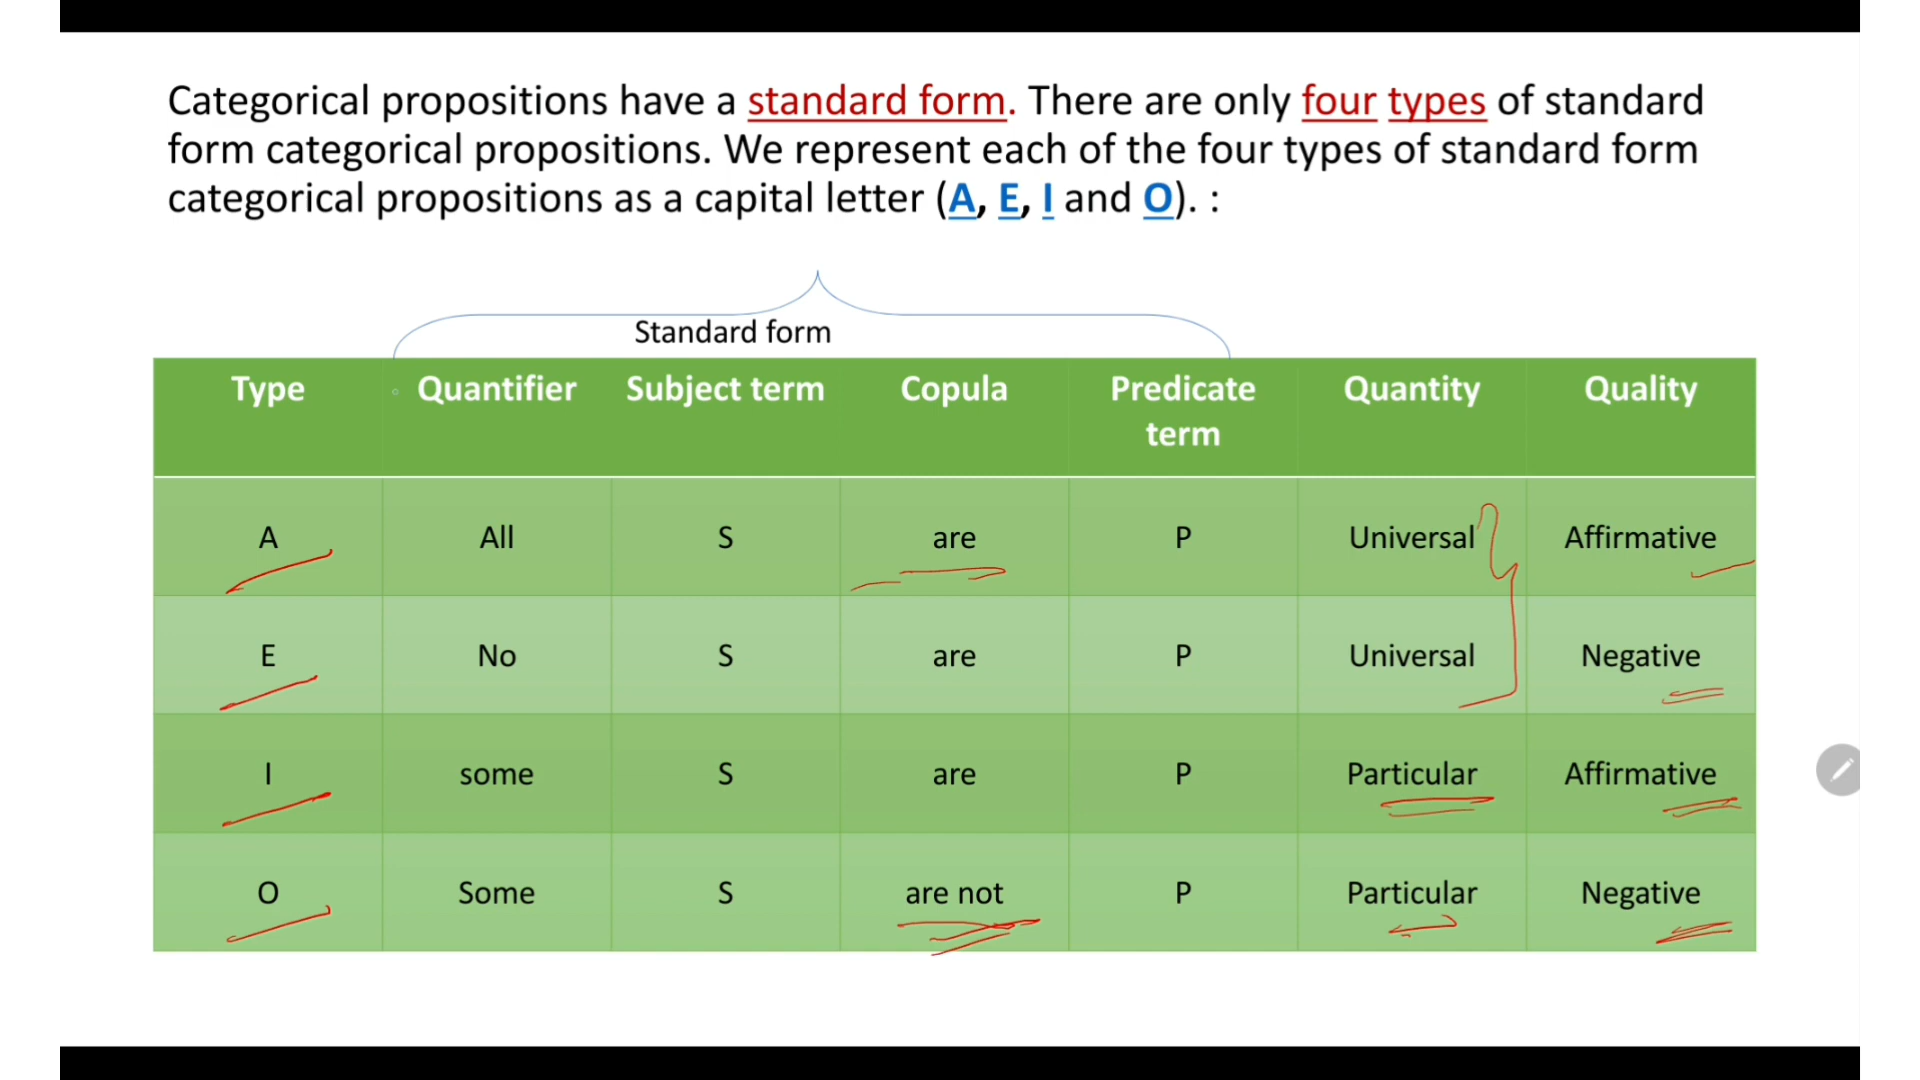 Categorical propositions have a standard form. There are only four types of standard
form categorical propositions. We represent each of the four types of standard form
categorical propositions as a capital letter (A, E, I and O). :
Standard form
Type Quantifier Subject term Copula Predicate term Quantity Quality
A All S are P Universal Affirmative
E No S are P Universal Negative
I some S are P Particular Affirmative
O Some S are not P Particular Negative